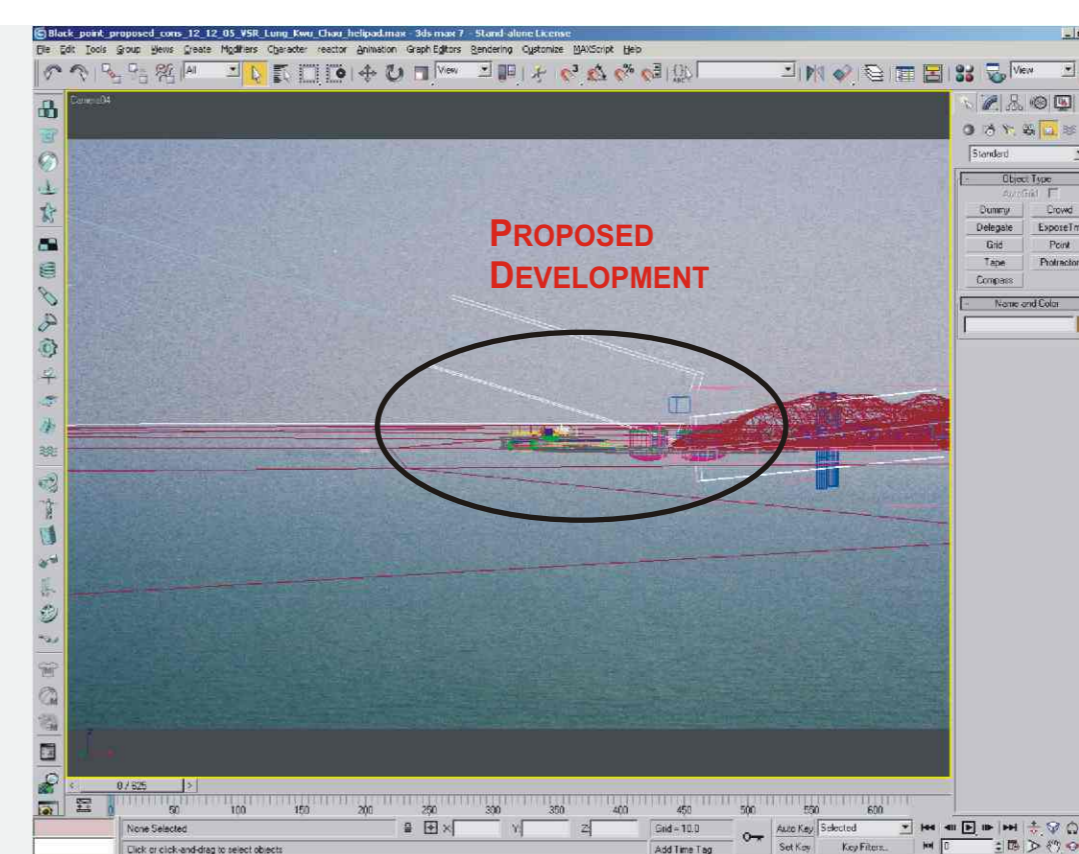 Black_point_proposed_cons_12_12_05_VSR_Lung_Kwu_Chau_helipad.max - 3ds max 7 - Stand-alone License
File Edit Tools Group Views Create Modifiers Character reactor Animation Graph Editors Rendering Customize MAXScript Help
All View View
Camera04
Standard
Object Type
AutoGrid
Dummy Crowd
Delegate ExposeTm
Grid Point
Tape Protractor
Compass
Name and Color
PROPOSED
DEVELOPMENT
z
0 / 625
0 50 100 150 200 250 300 350 400 450 500 550 600
None Selected X: Y: Z: Grid = 10.0 Auto Key Selected
Click or click-and-drag to select objects Add Time Tag Set Key Key Filters... 0